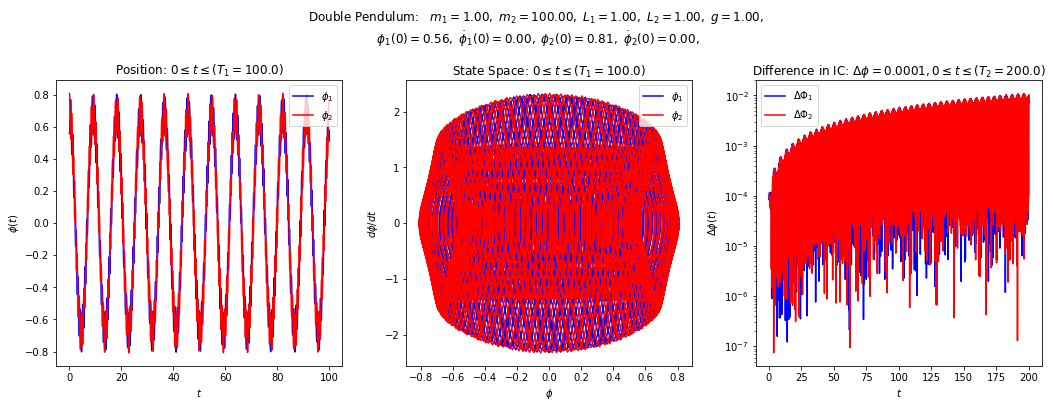 Double Pendulum: m₁ = 1.00, m₂ = 100.00, L₁ = 1.00, L₂ = 1.00, g = 1.00,
ϕ₁(0) = 0.56, ϕ̇₁(0) = 0.00, ϕ₂(0) = 0.81, ϕ̇₂(0) = 0.00,
Position: 0 ≤ t ≤ (T₁ = 100.0)
ϕ₁
ϕ₂
ϕ(t)
0.8
0.6
0.4
0.2
0.0
−0.2
−0.4
−0.6
−0.8
0 20 40 60 80 100
t
State Space: 0 ≤ t ≤ (T₁ = 100.0)
ϕ₁
ϕ₂
dϕ/dt
2
1
0
−1
−2
−0.8 −0.6 −0.4 −0.2 0.0 0.2 0.4 0.6 0.8
ϕ
Difference in IC: Δϕ = 0.0001, 0 ≤ t ≤ (T₂ = 200.0)
ΔΦ₁
ΔΦ₂
Δϕ(t)
10⁻²
10⁻³
10⁻⁴
10⁻⁵
10⁻⁶
10⁻⁷
0 25 50 75 100 125 150 175 200
t